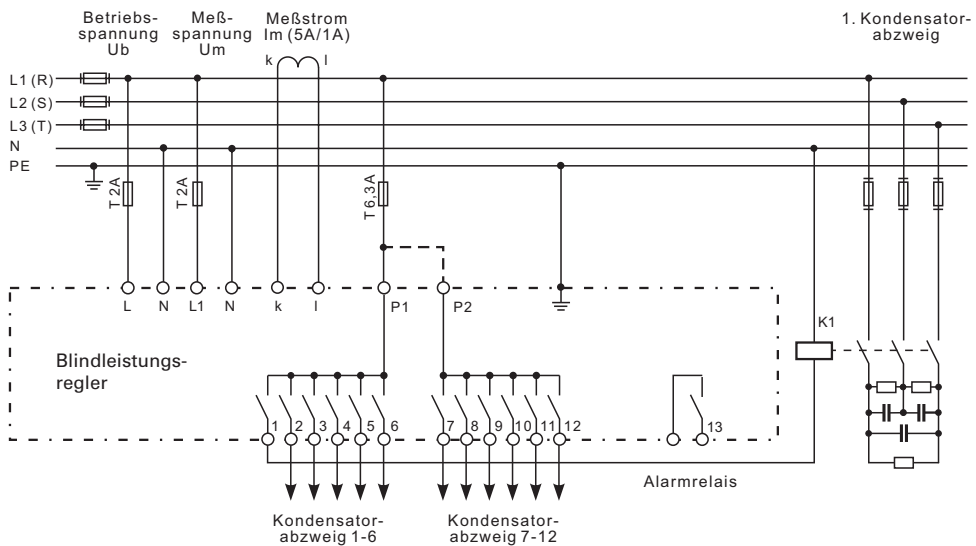 Betriebs-
spannung
Ub
Meß-
spannung
Um
Meßstrom
Im (5A/1A)
k l
1. Kondensator-
abzweig
L1 (R)
L2 (S)
L3 (T)
N
PE
T 2A
T 2A
T 6,3 A
L N L1 N k l P1 P2
K1
Blindleistungs-
regler
1 2 3 4 5 6 7 8 9 10 11 12 13
Alarmrelais
Kondensator-
abzweig 1-6
Kondensator-
abzweig 7-12